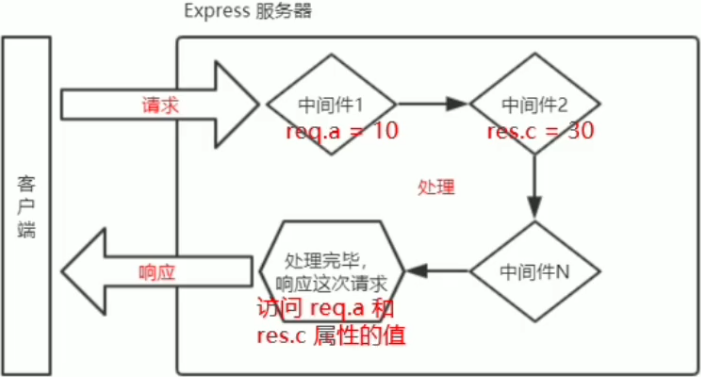 Express 服务器
请求
中间件1
req.a = 10
中间件2
res.c = 30
客
户
端
处理
响应
处理完毕，
响应这次请求
访问 req.a 和
res.c 属性的值
中间件N